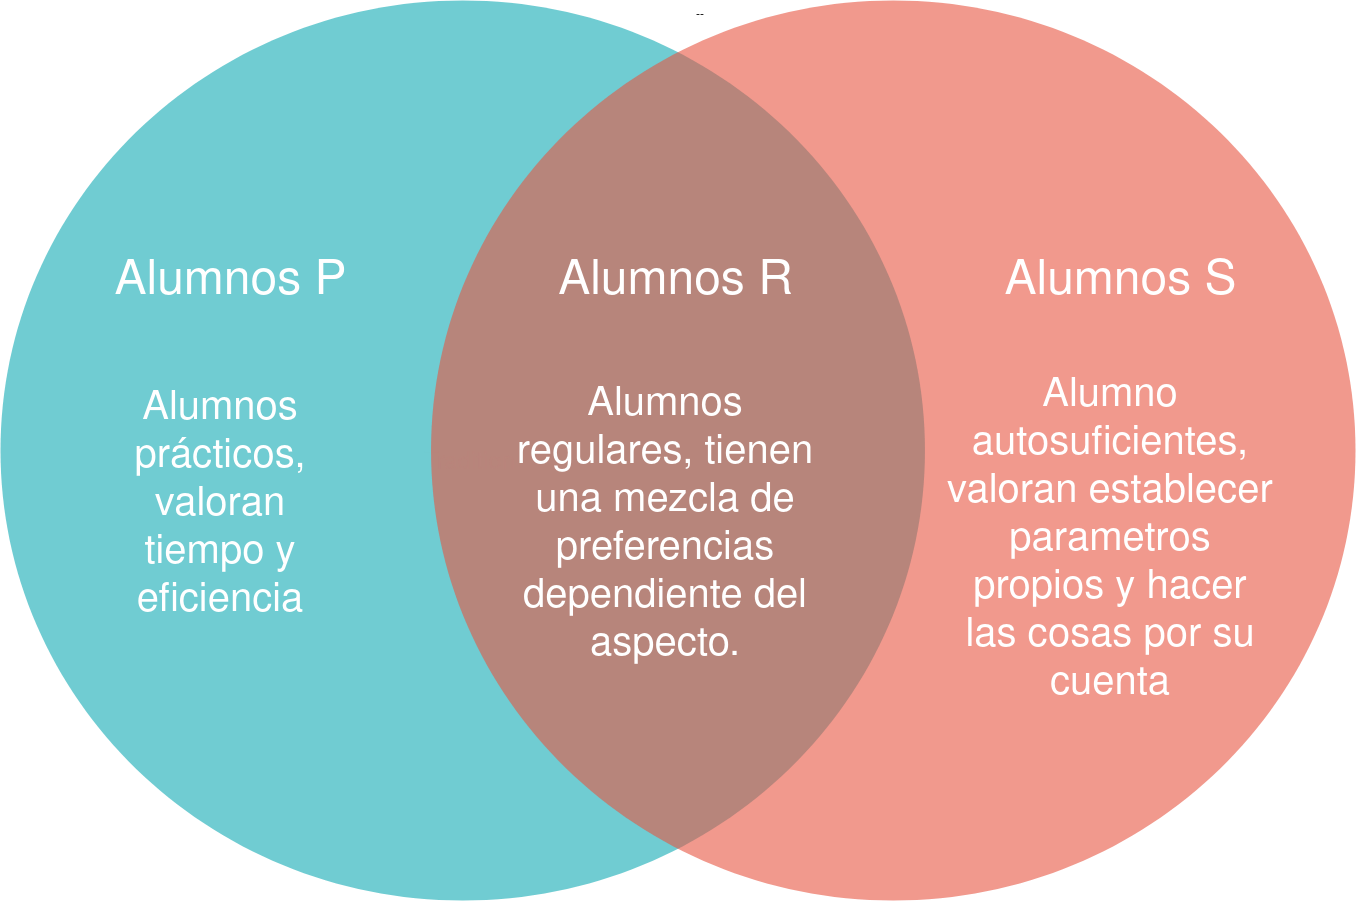 --
Alumnos P
Alumnos
prácticos,
valoran
tiempo y
eficiencia
Alumnos R
Alumnos
regulares, tienen
una mezcla de
preferencias
dependiente del
aspecto.
Alumnos S
Alumno
autosuficientes,
valoran establecer
parametros
propios y hacer
las cosas por su
cuenta